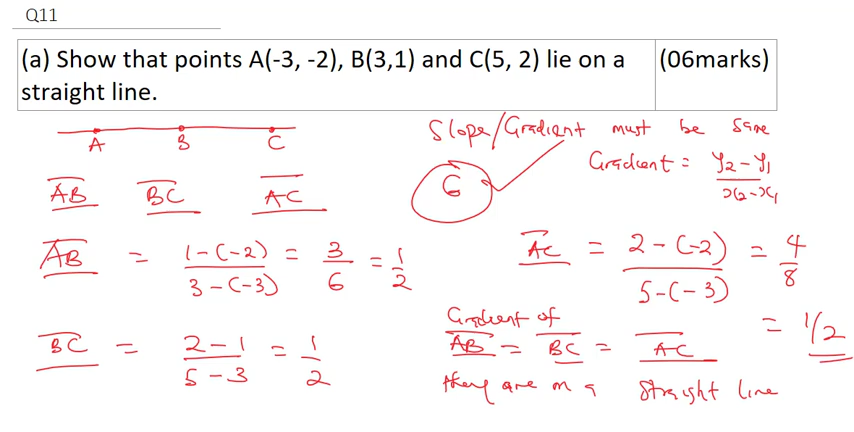 Q11
(a) Show that points A(-3, -2), B(3,1) and C(5, 2) lie on a straight line. (06marks)
A B C
Slope/Gradient must be same
Gradient = y2 - y1 / x2 - x1
G
AB BC AC
AB = 1-(-2) / 3-(-3) = 3/6 = 1/2
AC = 2-(-2) / 5-(-3) = 4/8
= 1/2
BC = 2-1 / 5-3 = 1/2
Gradient of
AB = BC = AC
they are on a straight line